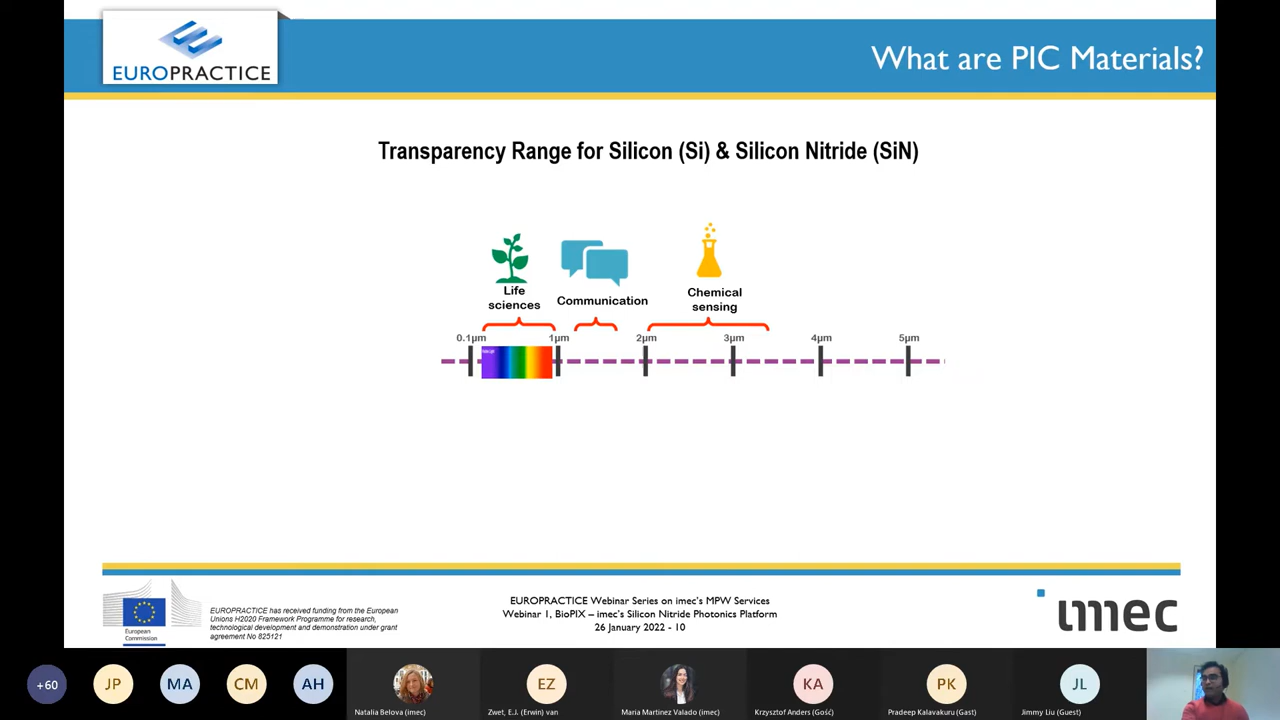 EUROPRACTICE
What are PIC Materials?
Transparency Range for Silicon (Si) & Silicon Nitride (SiN)
Life
sciences
Communication
Chemical
sensing
0.1µm
1µm
2µm
3µm
4µm
5µm
European
Commission
EUROPRACTICE has received funding from the European
Unions H2020 Framework Programme for research,
technological development and demonstration under grant
agreement No 825121
EUROPRACTICE Webinar Series on imec's MPW Services
Webinar 1, BioPIX – imec's Silicon Nitride Photonics Platform
26 January 2022 - 10
imec
+60
JP
MA
CM
AH
Natalia Belova (imec)
EZ
Zwet, E.J. (Erwin) van
Maria Martinez Valado (imec)
KA
Krzysztof Anders (Gość)
PK
Pradeep Kalavakuru (Gast)
JL
Jimmy Liu (Guest)